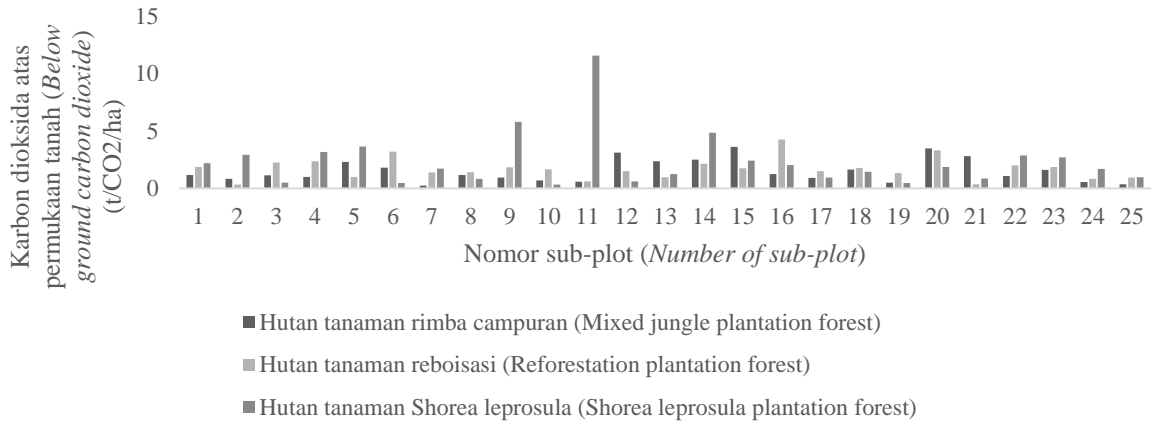 Karbon dioksida atas
permukaan tanah (Below
ground carbon dioxide)
(t/CO2/ha)
15
10
5
0
1 2 3 4 5 6 7 8 9 10 11 12 13 14 15 16 17 18 19 20 21 22 23 24 25
Nomor sub-plot (Number of sub-plot)
Hutan tanaman rimba campuran (Mixed jungle plantation forest)
Hutan tanaman reboisasi (Reforestation plantation forest)
Hutan tanaman Shorea leprosula (Shorea leprosula plantation forest)